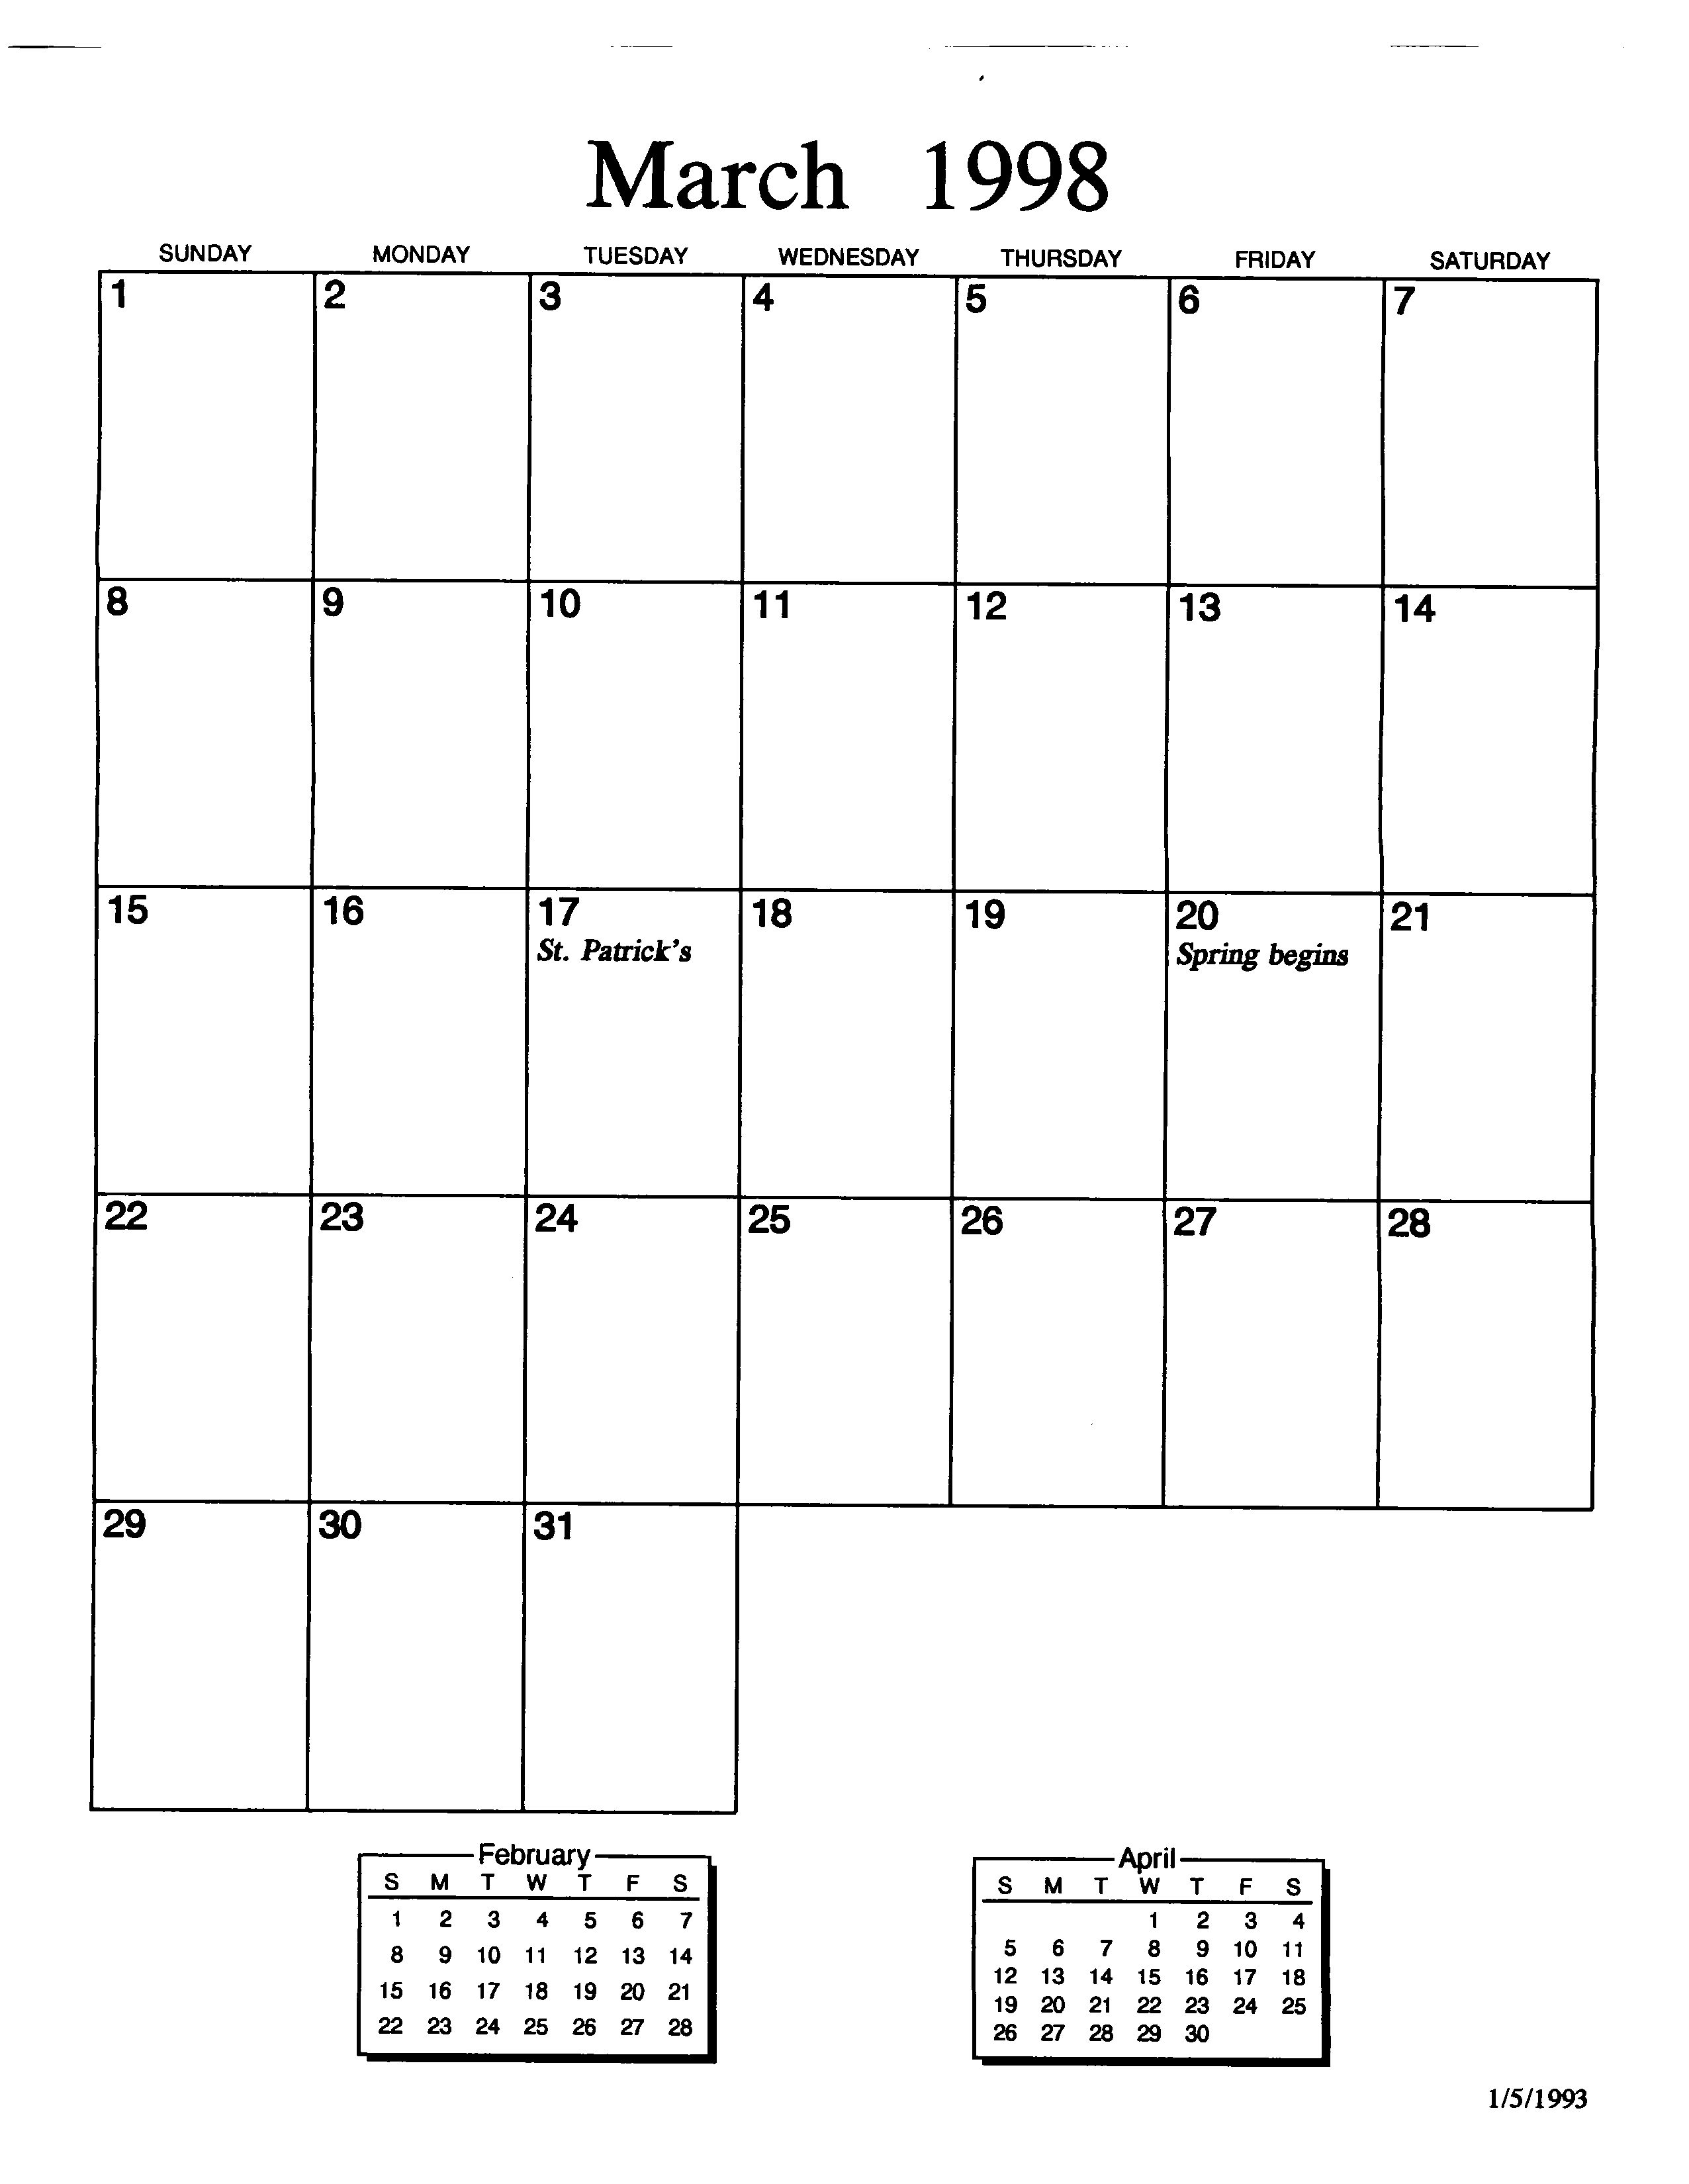 March 1998
SUNDAY MONDAY TUESDAY WEDNESDAY THURSDAY FRIDAY SATURDAY
1 2 3 4 5 6 7
8 9 10 11 12 13 14
15 16 17 18 19 20 21
St. Patrick's Spring begins
22 23 24 25 26 27 28
29 30 31
February
S M T W T F S
1 2 3 4 5 6 7
8 9 10 11 12 13 14
15 16 17 18 19 20 21
22 23 24 25 26 27 28
April
S M T W T F S
1 2 3 4
5 6 7 8 9 10 11
12 13 14 15 16 17 18
19 20 21 22 23 24 25
26 27 28 29 30
1/5/1993